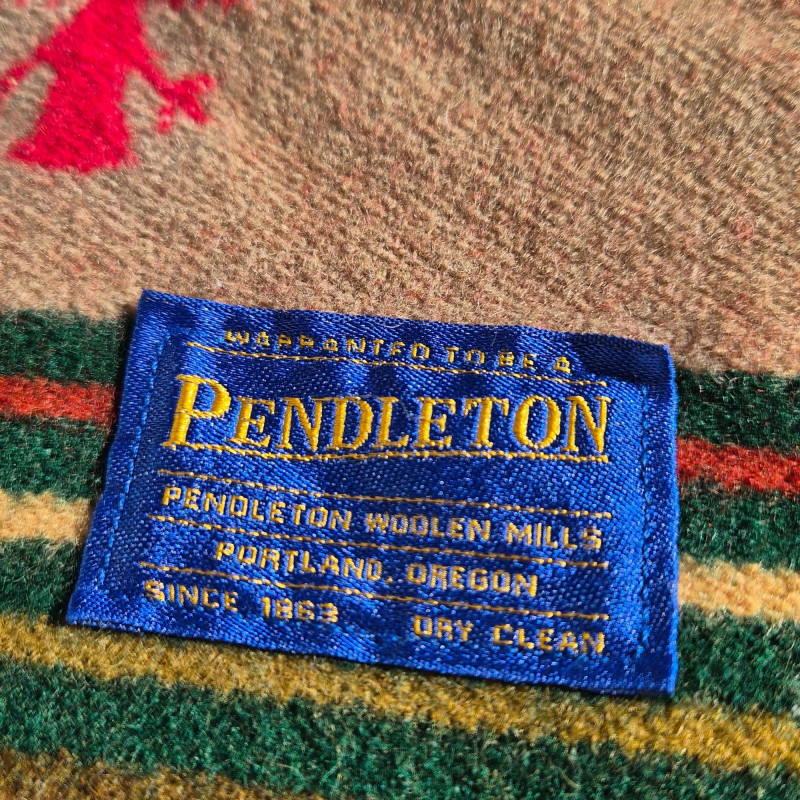 WARRANTED TO BE A
PENDLETON
PENDLETON WOOLEN MILLS
PORTLAND, OREGON
SINCE 1863 DRY CLEAN